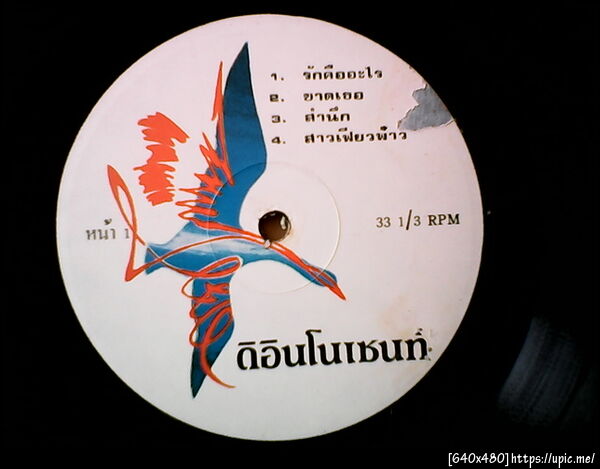 1. รักคืออะไร
2. ขาดเธอ
3. สำนึก
4. สาวเฟี้ยวฟ้าว
หน้า 1
33 1/3 RPM
ดิอินโนเซนท์
[640x480]https://upic.me/